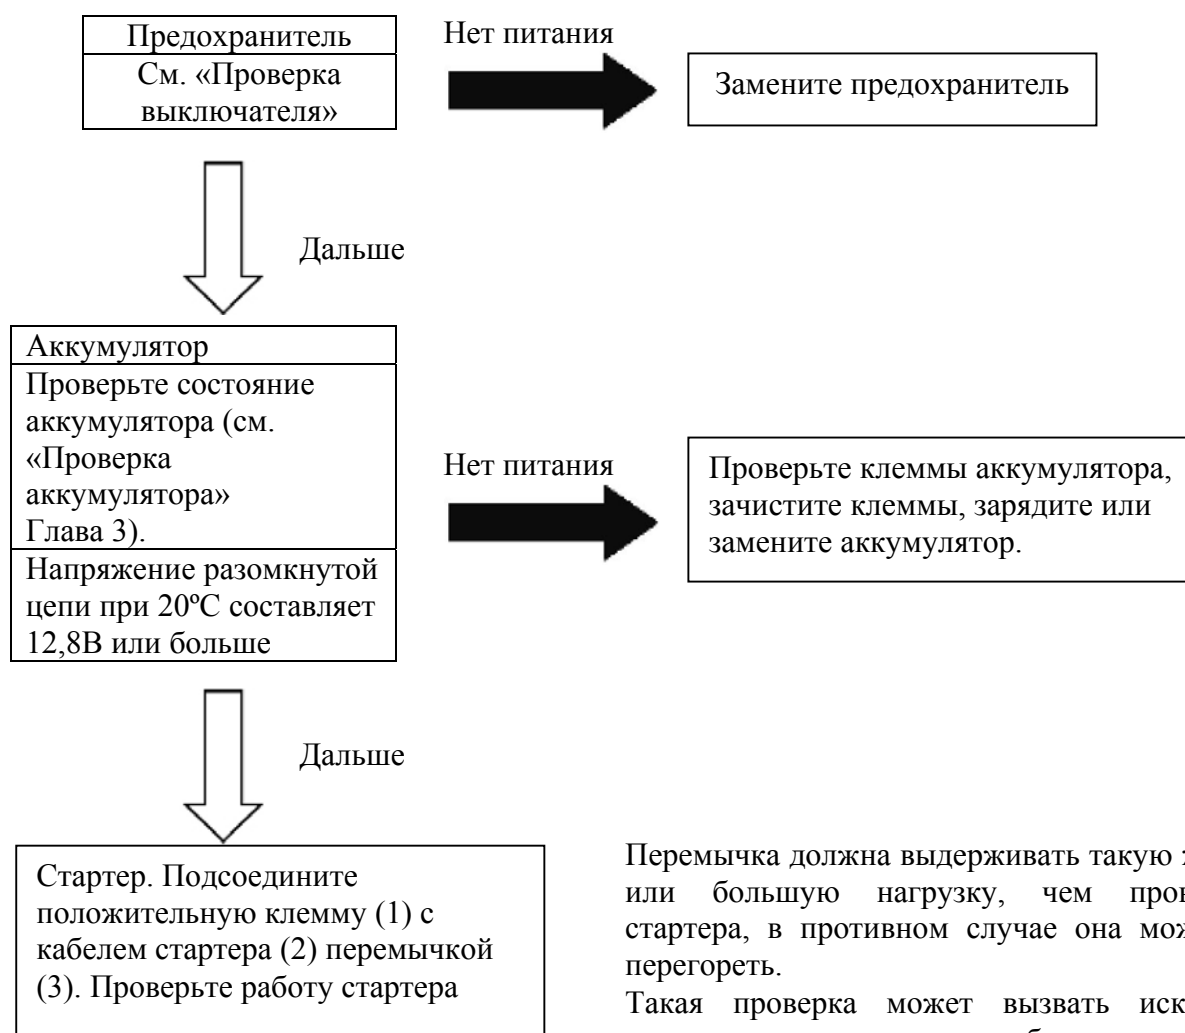 Предохранитель
См. «Проверка
выключателя»
Нет питания
Замените предохранитель
Дальше
Аккумулятор
Проверьте состояние
аккумулятора (см.
«Проверка
аккумулятора»
Глава 3).
Напряжение разомкнутой
цепи при 20ºС составляет
12,8В или больше
Нет питания
Проверьте клеммы аккумулятора,
зачистите клеммы, зарядите или
замените аккумулятор.
Дальше
Стартер. Подсоедините
положительную клемму (1) с
кабелем стартера (2) перемычкой
(3). Проверьте работу стартера
Перемычка должна выдерживать такую
или большую нагрузку, чем
стартера, в противном случае она
перегореть.
Такая проверка может вызвать